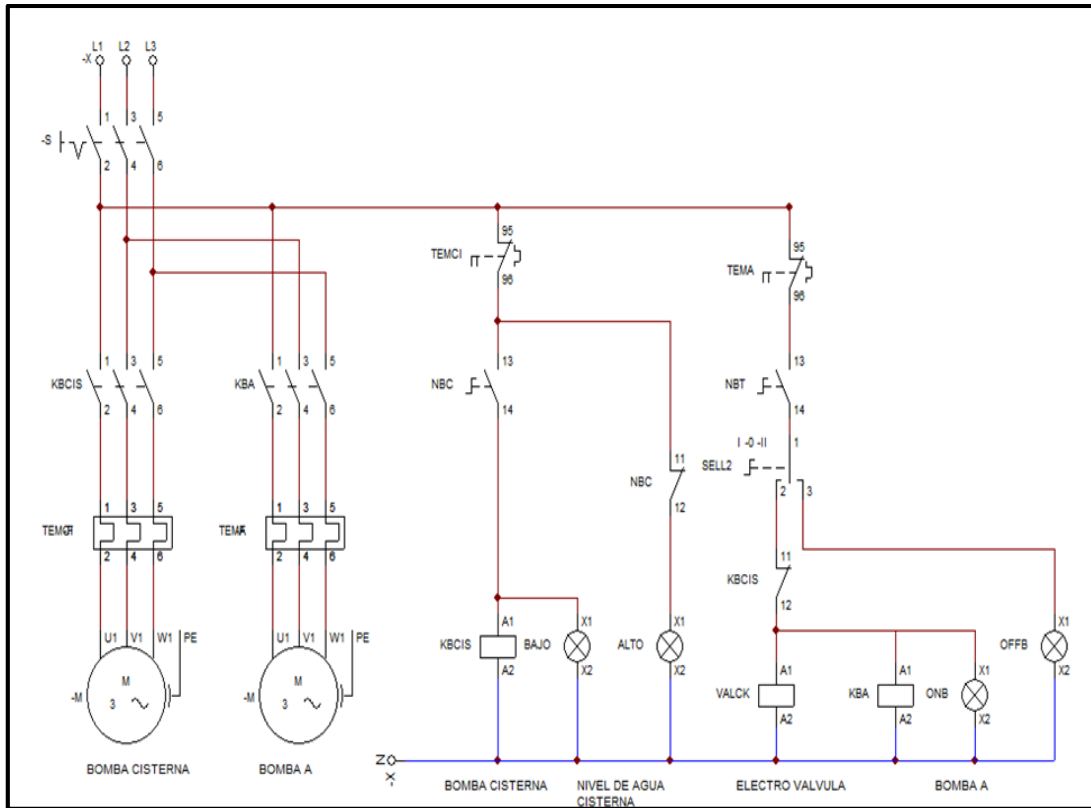 L1 L2 L3
-X
1 3 5
-S
2 4 6
95
TEMCI
96
95
TEMA
96
1 3 5
KBCIS
2 4 6
1 3 5
KBA
2 4 6
13
NBC
14
13
NBT
14
I -0 -II 1
SELL2
2 3
11
NBC
12
1 3 5
2 4 6
1 3 5
2 4 6
11
KBCIS
12
U1 V1 W1 PE
M
-M 3
U1 V1 W1 PE
M
-M 3
A1
KBCIS
A2
X1
BAJO
X2
X1
ALTO
X2
A1
VALCK
A2
A1
KBA
A2
X1
ONB
X2
X1
OFFB
X2
N
-X
BOMBA CISTERNA
BOMBA A
BOMBA CISTERNA
NIVEL DE AGUA
CISTERNA
ELECTRO VALVULA
BOMBA A